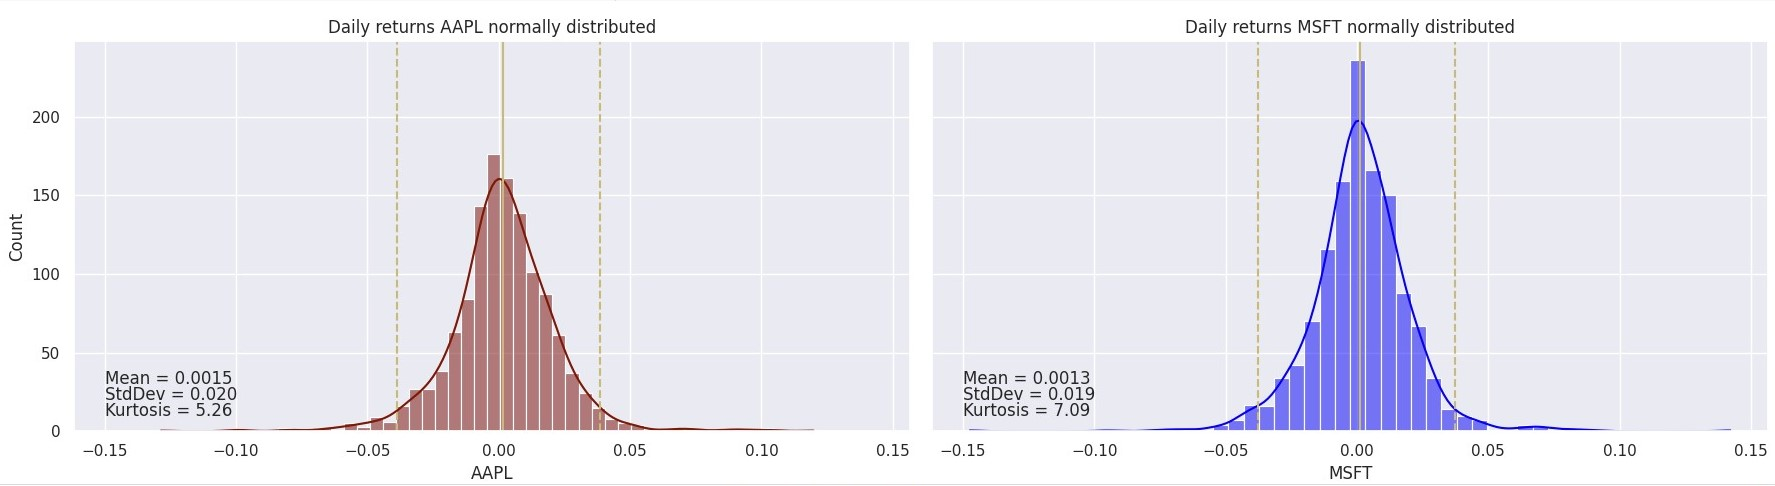 Daily returns AAPL normally distributed
Count
200
150
100
50
0
Mean = 0.0015
StdDev = 0.020
Kurtosis = 5.26
−0.15 −0.10 −0.05 0.00 0.05 0.10 0.15
AAPL
Daily returns MSFT normally distributed
Mean = 0.0013
StdDev = 0.019
Kurtosis = 7.09
−0.15 −0.10 −0.05 0.00 0.05 0.10 0.15
MSFT